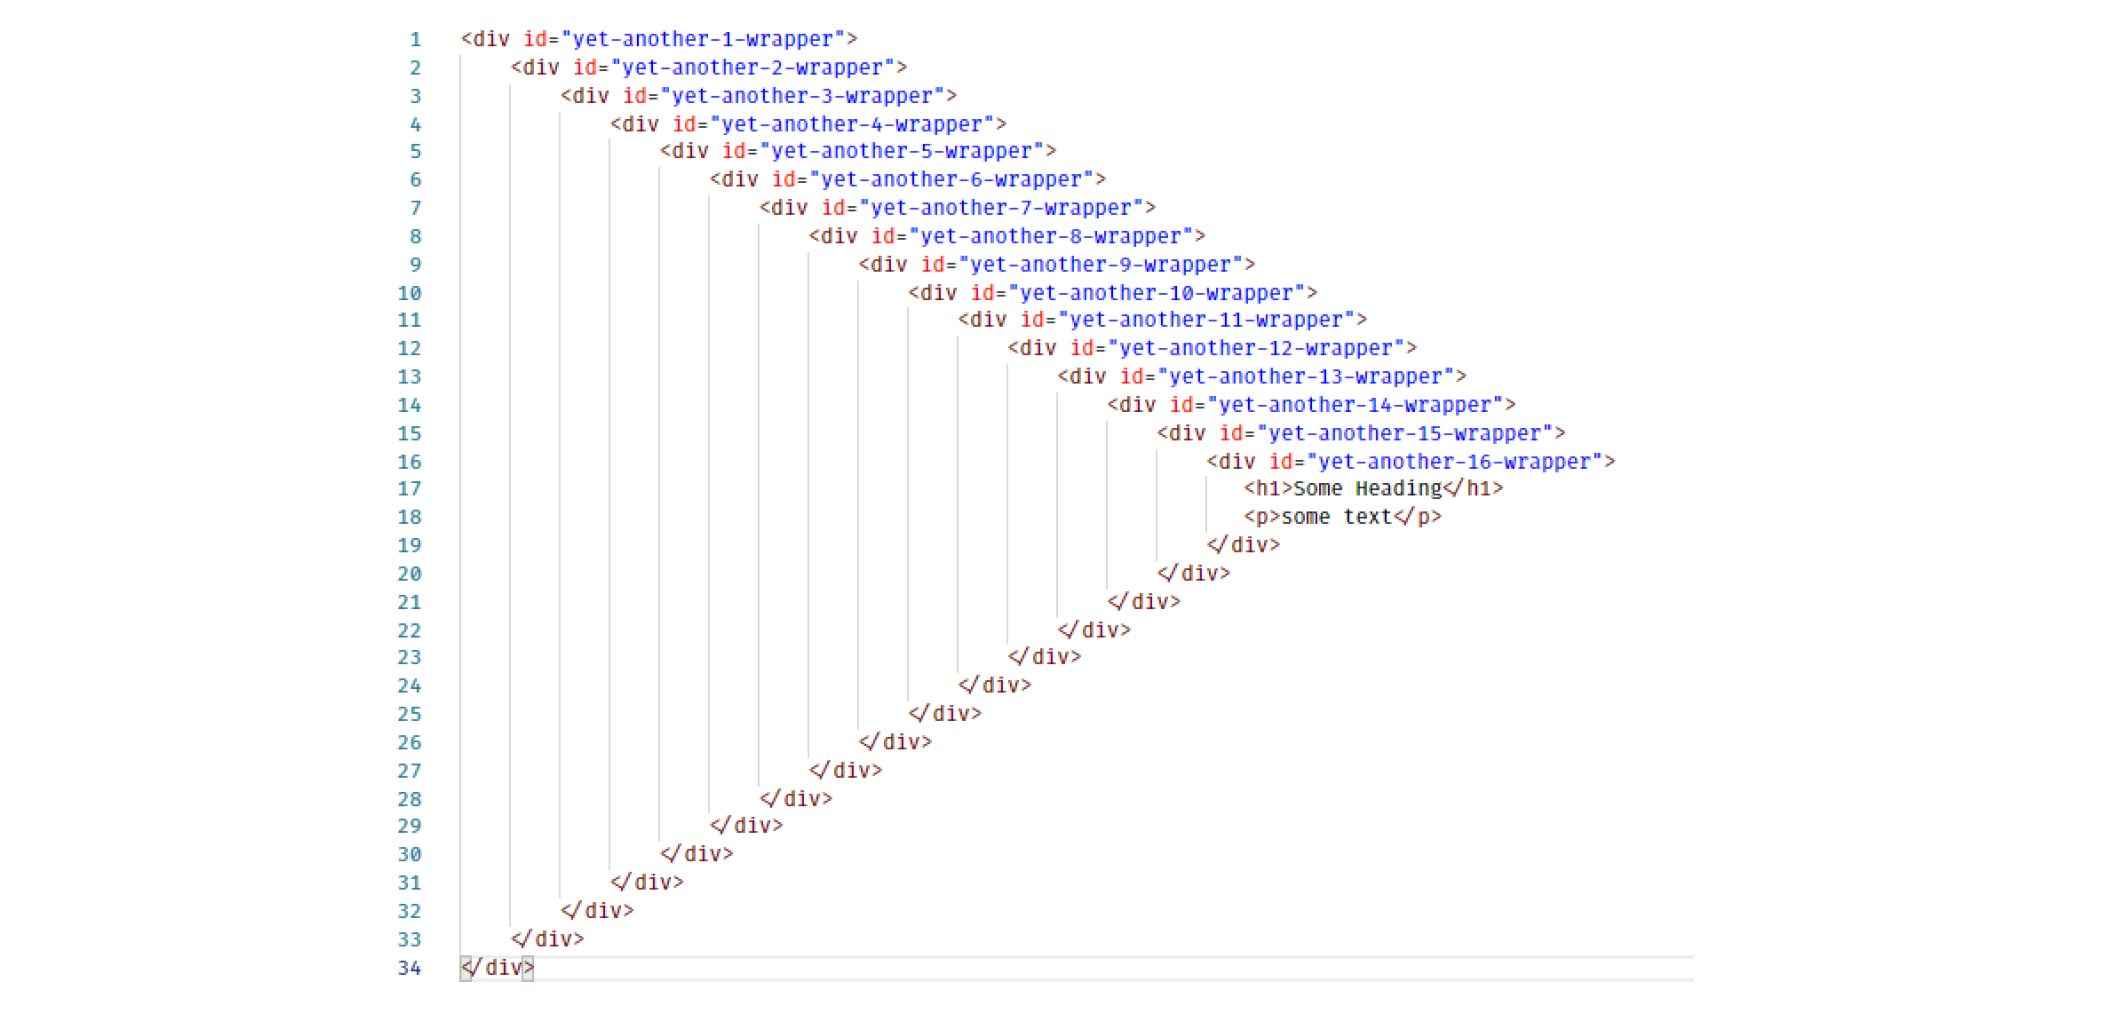 1 <div id="yet-another-1-wrapper">
2 <div id="yet-another-2-wrapper">
3 <div id="yet-another-3-wrapper">
4 <div id="yet-another-4-wrapper">
5 <div id="yet-another-5-wrapper">
6 <div id="yet-another-6-wrapper">
7 <div id="yet-another-7-wrapper">
8 <div id="yet-another-8-wrapper">
9 <div id="yet-another-9-wrapper">
10 <div id="yet-another-10-wrapper">
11 <div id="yet-another-11-wrapper">
12 <div id="yet-another-12-wrapper">
13 <div id="yet-another-13-wrapper">
14 <div id="yet-another-14-wrapper">
15 <div id="yet-another-15-wrapper">
16 <div id="yet-another-16-wrapper">
17 <h1>Some Heading</h1>
18 <p>some text</p>
19 </div>
20 </div>
21 </div>
22 </div>
23 </div>
24 </div>
25 </div>
26 </div>
27 </div>
28 </div>
29 </div>
30 </div>
31 </div>
32 </div>
33 </div>
34 </div>